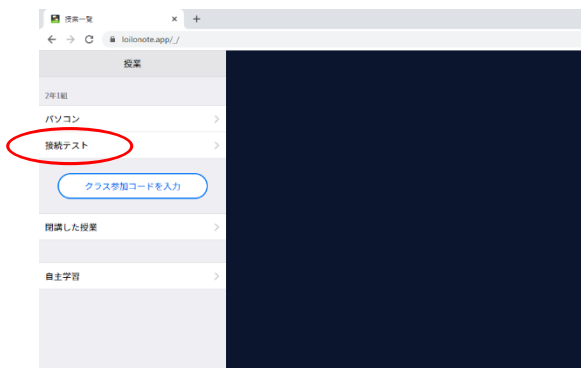 授業一覧
loilonote.app/_/
授業
2年1組
パソコン
接続テスト
クラス参加コードを入力
閉講した授業
自主学習